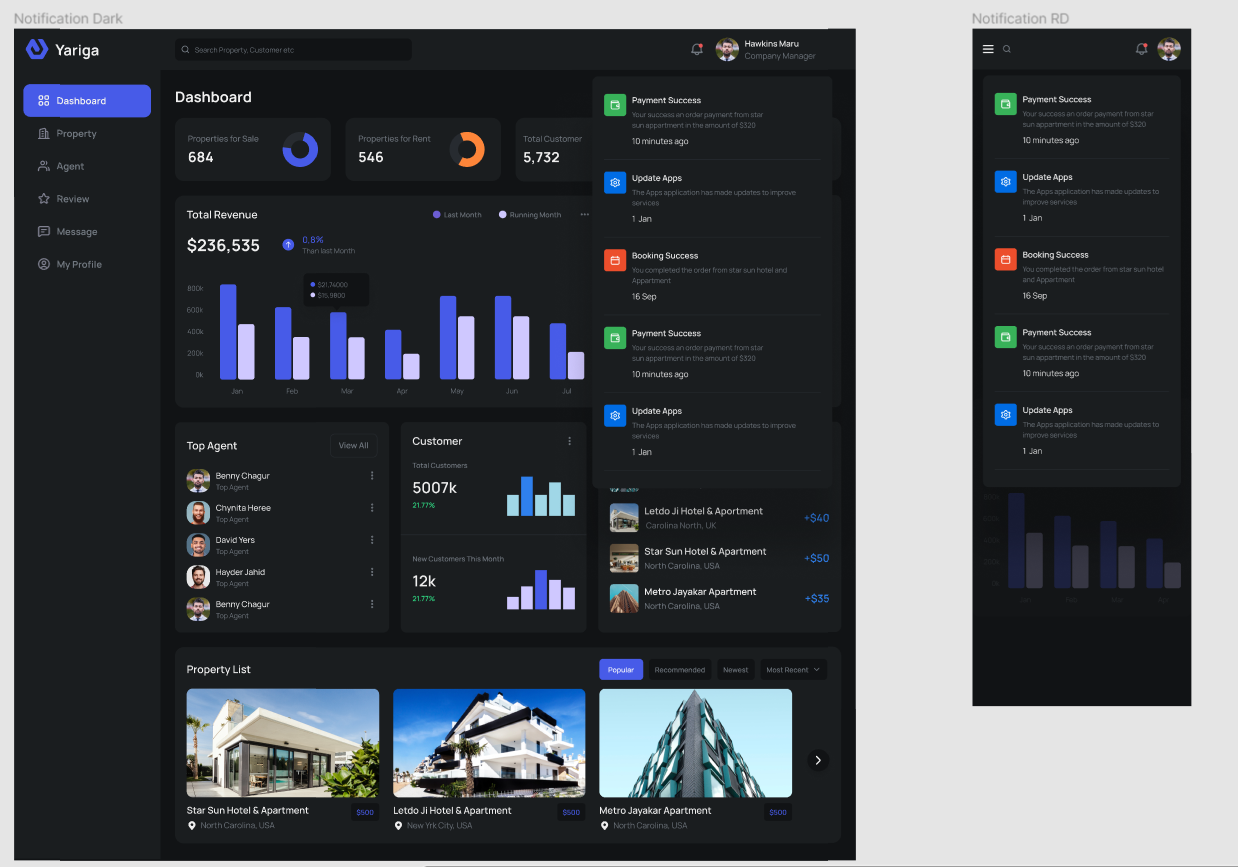 Notification Dark
Yariga
Search Property, Customer etc
Hawkins Maru
Company Manager
Dashboard
Property
Agent
Review
Message
My Profile
Dashboard
Properties for Sale
684
Properties for Rent
546
Total Customer
5,732
Total Revenue
Last Month
Running Month
$236,535
0,8%
Than last Month
$21,74000
$15,9800
800k
600k
400k
200k
0k
Jan
Feb
Mar
Apr
May
Jun
Jul
Payment Success
Your success an order payment from star
sun appartment in the amount of $320
10 minutes ago
Update Apps
The Apps application has made updates to improve
services
1 Jan
Booking Success
You completed the order from star sun hotel and
Appartment
16 Sep
Payment Success
Your success an order payment from star
sun appartment in the amount of $320
10 minutes ago
Update Apps
The Apps application has made updates to improve
services
1 Jan
Top Agent
View All
Benny Chagur
Top Agent
Chynita Heree
Top Agent
David Yers
Top Agent
Hayder Jahid
Top Agent
Benny Chagur
Top Agent
Customer
Total Customers
5007k
21.77%
New Customers This Month
12k
21.77%
Letdo Ji Hotel & Aportment
Carolina North, UK
+$40
Star Sun Hotel & Apartment
North Carolina, USA
+$50
Metro Jayakar Apartment
North Carolina, USA
+$35
Property List
Popular
Recommended
Newest
Most Recent
Star Sun Hotel & Apartment
$500
North Carolina, USA
Letdo Ji Hotel & Apartment
$500
New Yrk City, USA
Metro Jayakar Apartment
$500
North Carolina, USA
Notification RD
Payment Success
Your success an order payment from star
sun appartment in the amount of $320
10 minutes ago
Update Apps
The Apps application has made updates to
improve services
1 Jan
Booking Success
You completed the order from star sun hotel
and Appartment
16 Sep
Payment Success
Your success an order payment from star
sun appartment in the amount of $320
10 minutes ago
Update Apps
The Apps application has made updates to
improve services
1 Jan
Jan
Feb
Mar
Apr